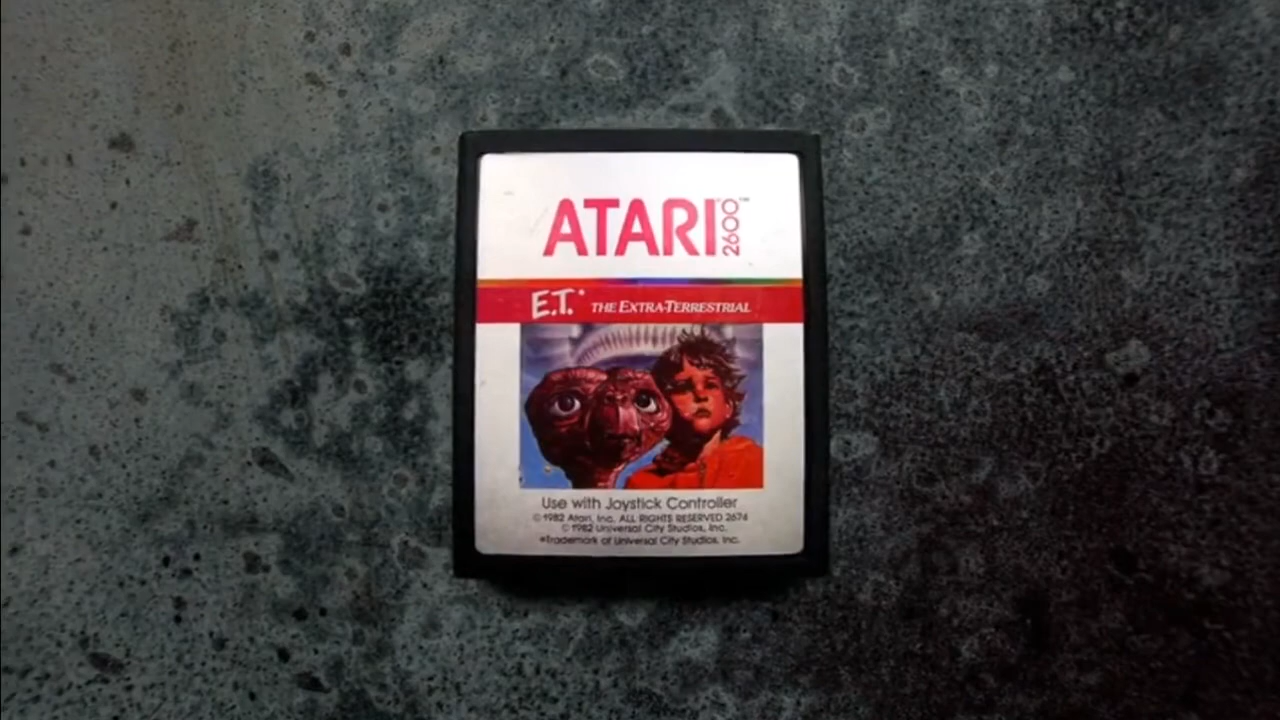 ATARI 2600™
E.T.* THE EXTRA-TERRESTRIAL
Use with Joystick Controller
© 1982 Atari, Inc. ALL RIGHTS RESERVED 2674
© 1982 Universal City Studios, Inc.
*Trademark of Universal City Studios, Inc.